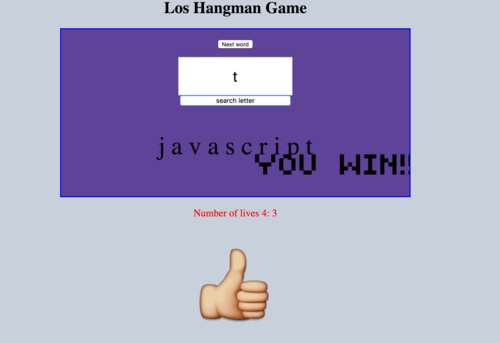 Los Hangman Game
Next word
t
search letter
j a v a s c r i p t
YOU WIN!!
Number of lives 4: 3